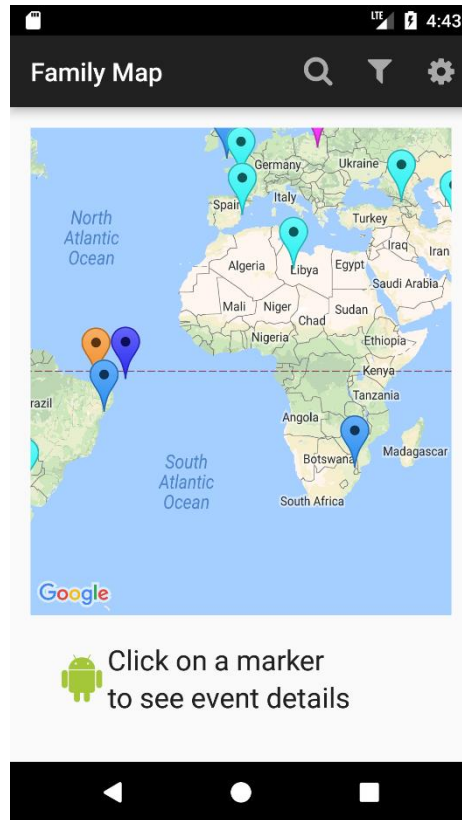 LTE 4:43
Family Map
Germany
Ukraine
Spain
Italy
North
Atlantic
Ocean
Turkey
Iraq
Iran
Algeria
Libya
Egypt
Saudi Arabia
Mali
Niger
Chad
Sudan
Nigeria
Ethiopia
Kenya
razil
Tanzania
Angola
Botswana
Madagascar
South
Atlantic
Ocean
South Africa
Google
Click on a marker
to see event details